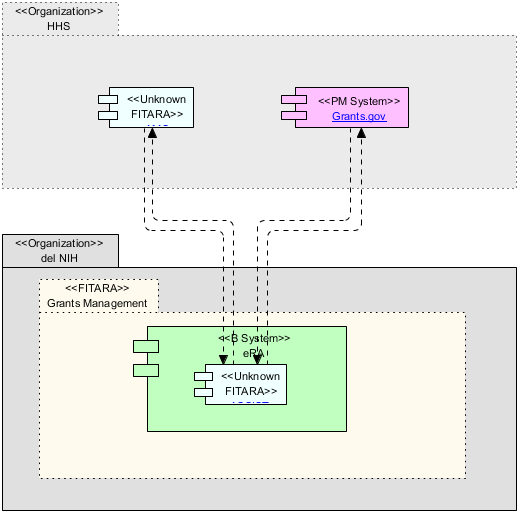 <<Organization>>
HHS
<<Unknown
FITARA>>
<<PM System>>
Grants.gov
<<Organization>>
del NIH
<<FITARA>>
Grants Management
<<B System>>
eRA
<<Unknown
FITARA>>